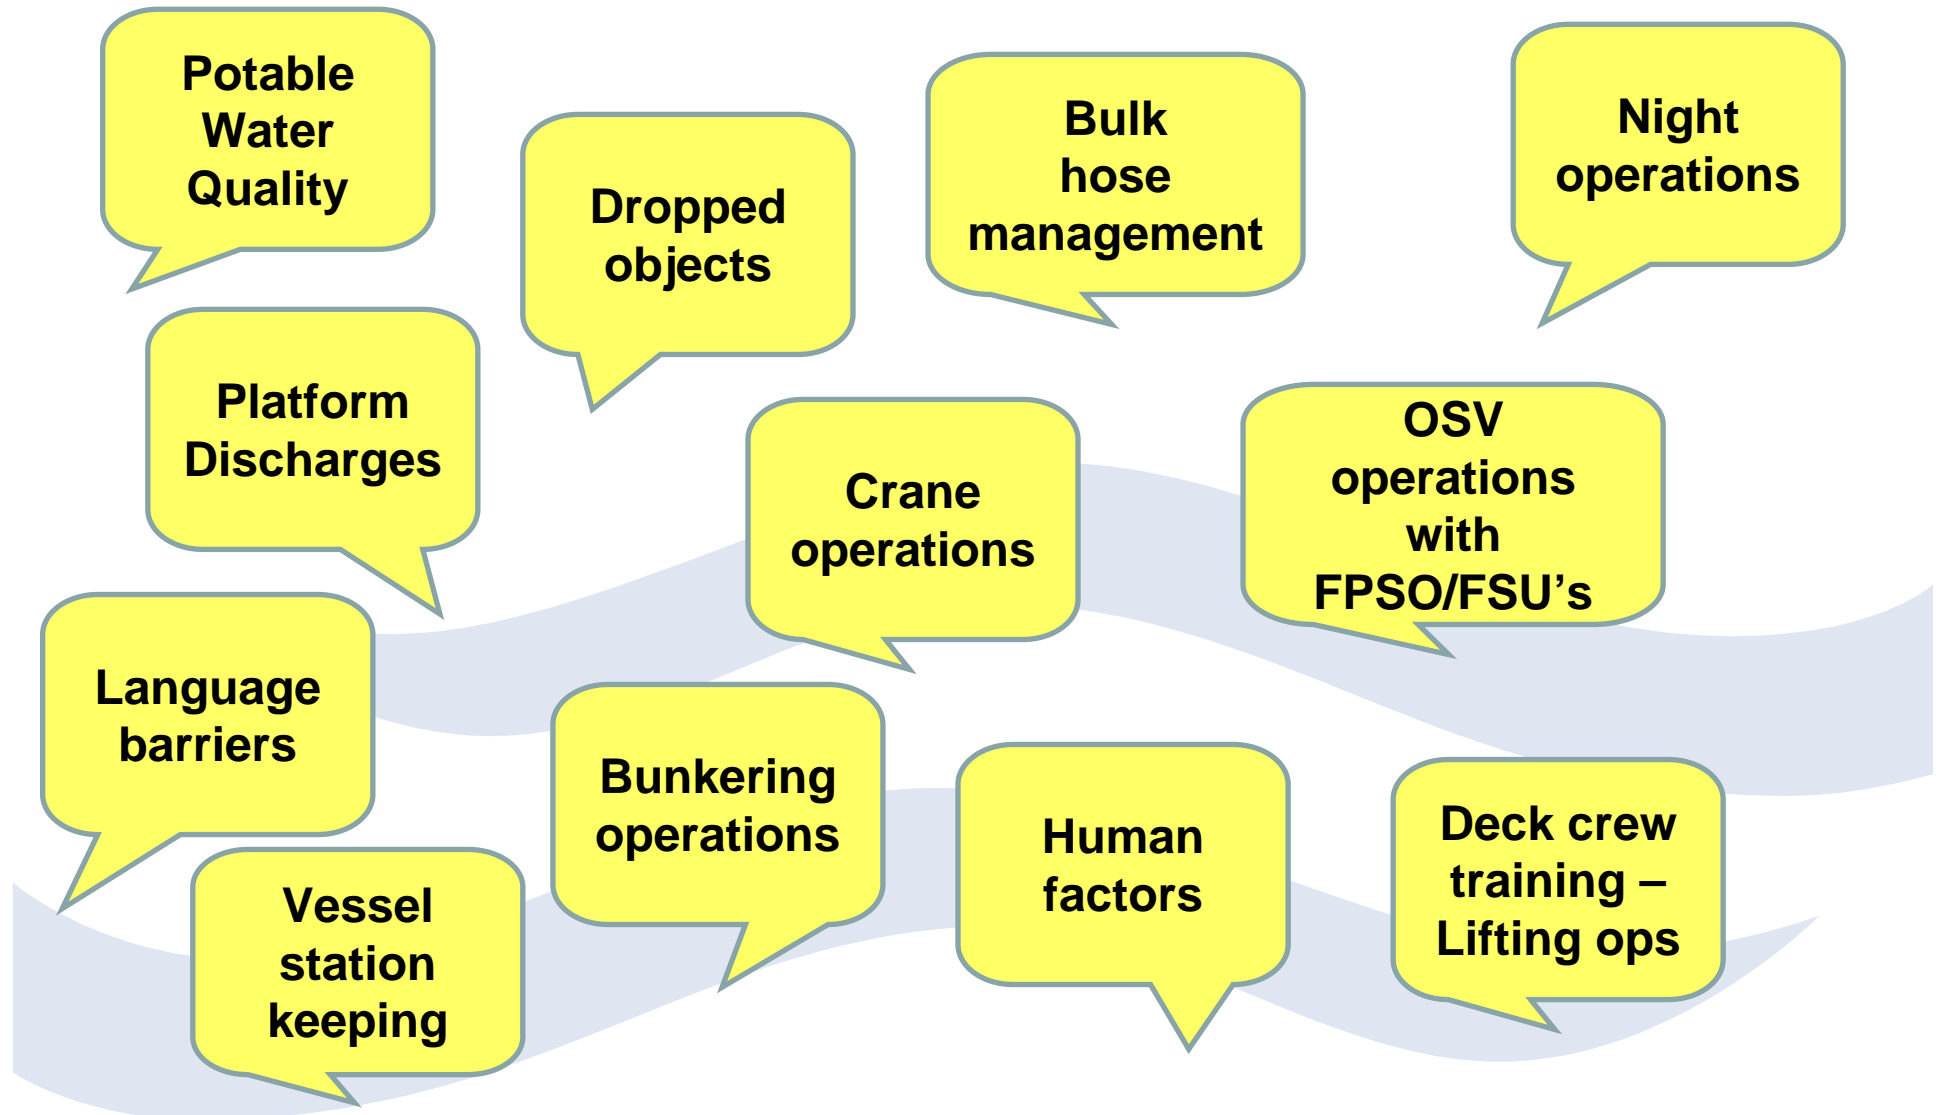 Potable
Water
Quality
Dropped
objects
Bulk
hose
management
Night
operations
Platform
Discharges
Crane
operations
OSV
operations
with
FPSO/FSU’s
Language
barriers
Bunkering
operations
Human
factors
Deck crew
training –
Lifting ops
Vessel
station
keeping